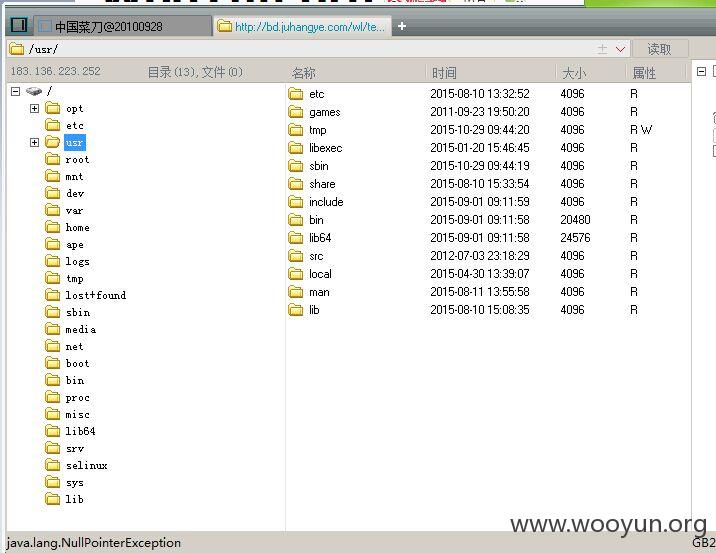 中国菜刀@20100928
http://bd.juhangye.com/wl/te...
/usr/
读取
183.136.223.252 目录(13),文件(0) 名称 时间 大小 属性
/
opt
etc
usr
root
mnt
dev
var
home
ape
logs
tmp
lost+found
sbin
media
net
boot
bin
proc
misc
lib64
srv
selinux
sys
lib
etc 2015-08-10 13:32:52 4096 R
games 2011-09-23 19:50:20 4096 R
tmp 2015-10-29 09:44:20 4096 R W
libexec 2015-01-20 15:46:45 4096 R
sbin 2015-10-29 09:44:19 4096 R
share 2015-08-10 15:33:54 4096 R
include 2015-09-01 09:11:59 4096 R
bin 2015-09-01 09:11:58 20480 R
lib64 2015-09-01 09:11:58 24576 R
src 2012-07-03 23:18:29 4096 R
local 2015-04-30 13:39:07 4096 R
man 2015-08-11 13:55:58 4096 R
lib 2015-08-10 15:08:35 4096 R
www.wooyun.org
java.lang.NullPointerException
GB2